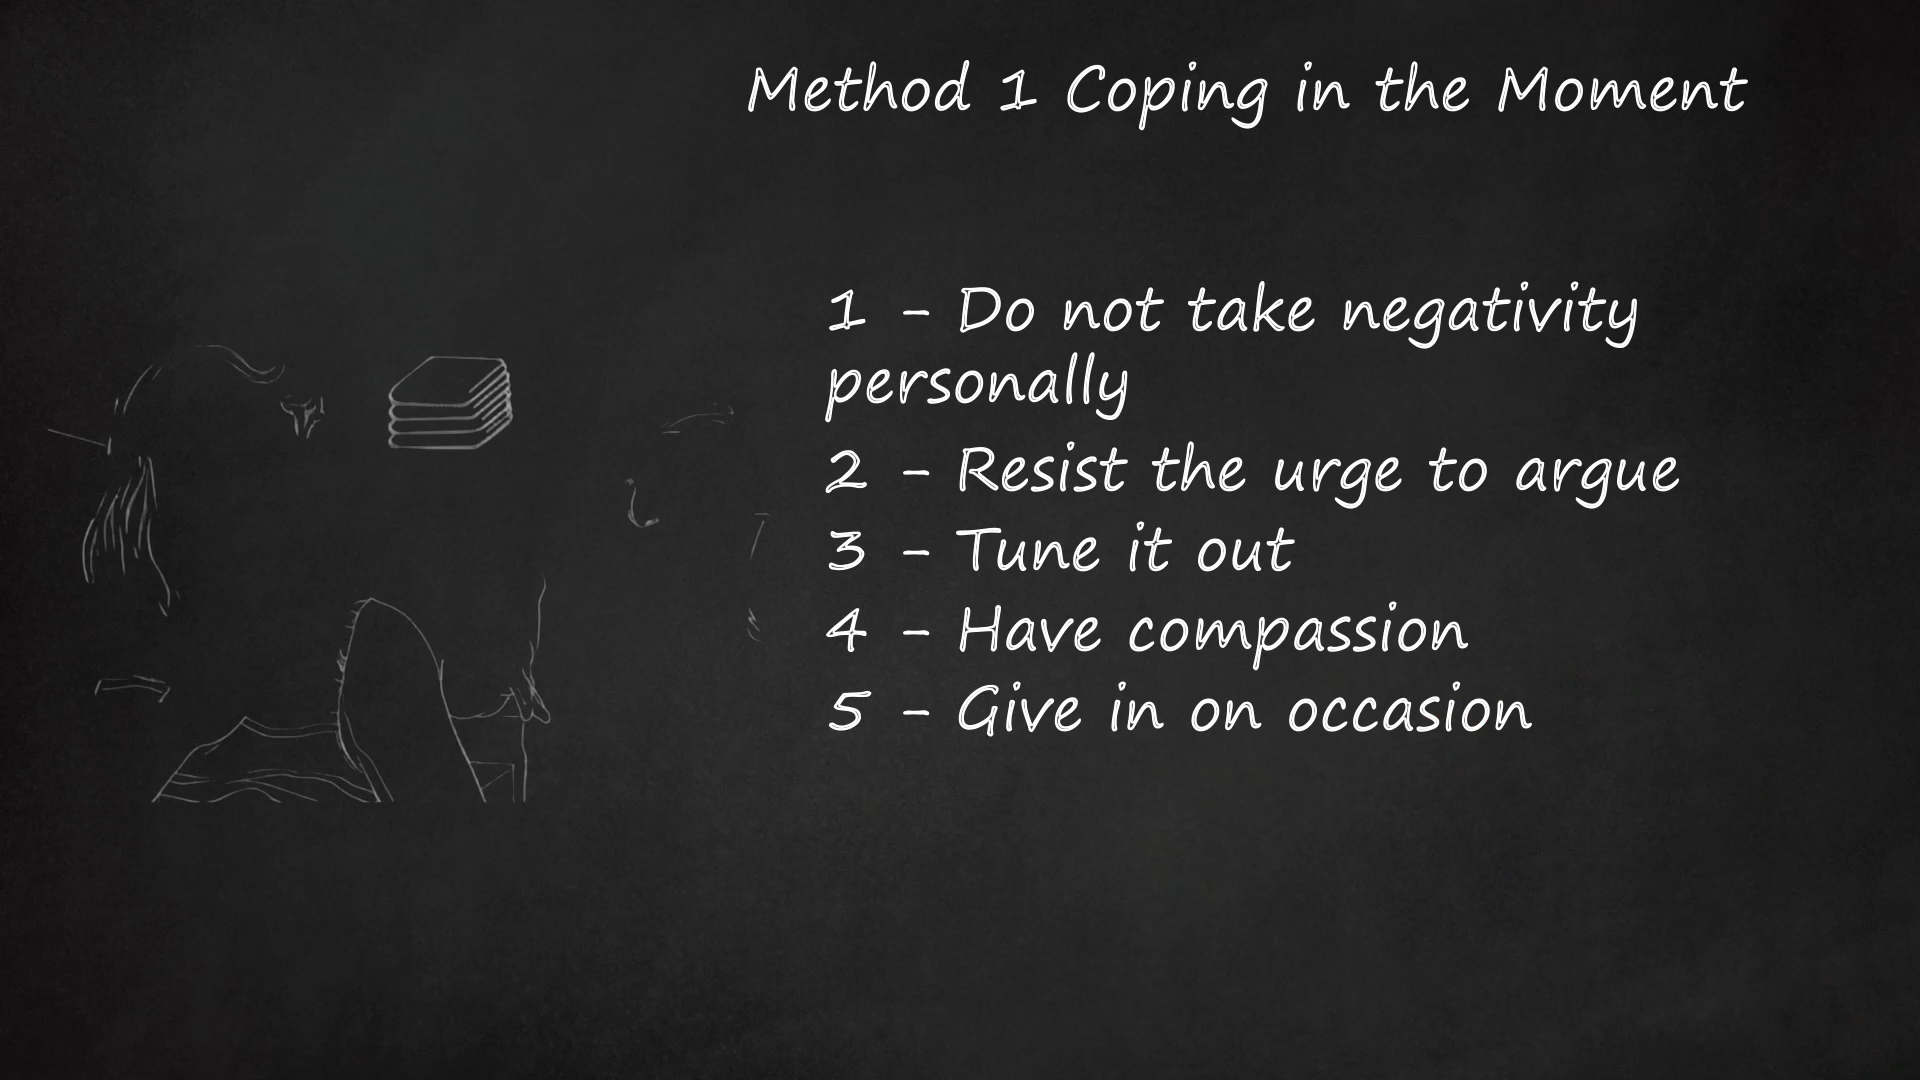 Method 1 Coping in the Moment
1 - Do not take negativity
personally
2 - Resist the urge to argue
3 - Tune it out
4 - Have compassion
5 - Give in on occasion